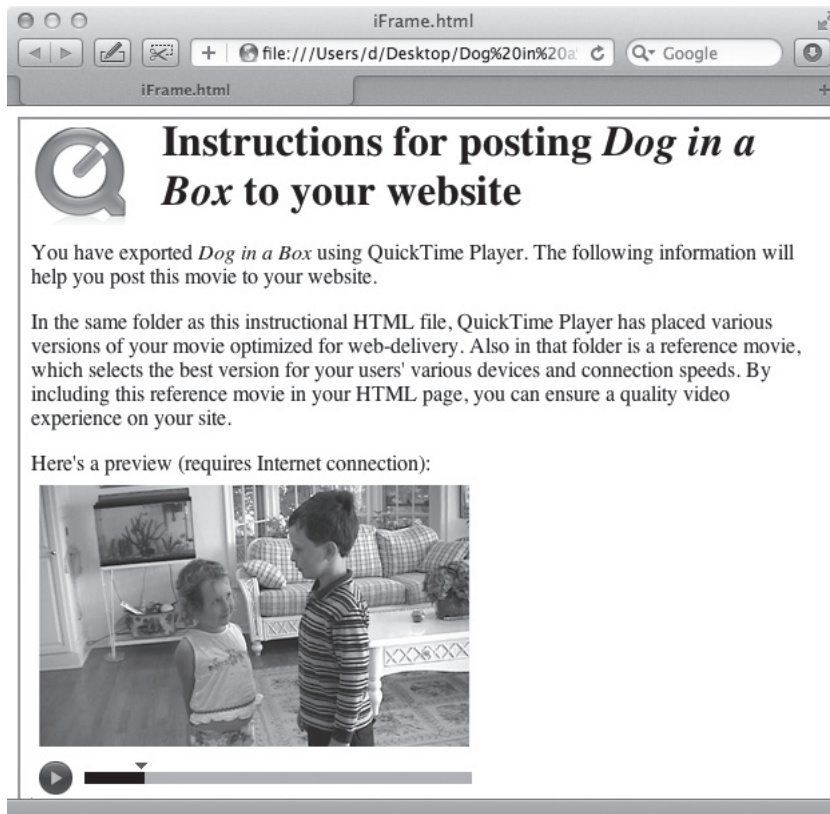 iFrame.html
file:///Users/d/Desktop/Dog%20in%20a
Google
iFrame.html
Instructions for posting Dog in a
Box to your website
You have exported Dog in a Box using QuickTime Player. The following information will
help you post this movie to your website.
In the same folder as this instructional HTML file, QuickTime Player has placed various
versions of your movie optimized for web-delivery. Also in that folder is a reference movie,
which selects the best version for your users' various devices and connection speeds. By
including this reference movie in your HTML page, you can ensure a quality video
experience on your site.
Here's a preview (requires Internet connection):